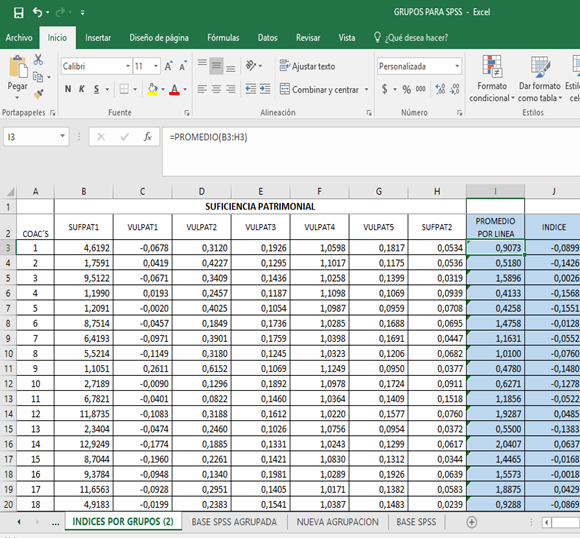 GRUPOS PARA SPSS - Excel
Archivo Inicio Insertar Diseño de página Fórmulas Datos Revisar Vista ¿Qué desea hacer?
Pegar
Calibri 11
N K S
Ajustar texto
Combinar y centrar
Personalizada
$ % 000
Formato condicional
Dar formato como tabla
Portapapeles Fuente Alineación Número Estilos
I3 fx =PROMEDIO(B3:H3)
A B C D E F G H I J
1 SUFICIENCIA PATRIMONIAL
2 COAC'S SUFPAT1 VULPAT1 VULPAT2 VULPAT3 VULPAT4 VULPAT5 SUFPAT2 PROMEDIO POR LINEA INDICE
3 1 4,6192 -0,0678 0,3120 0,1926 1,0598 0,1817 0,0534 0,9073 -0,0899
4 2 1,7591 0,0419 0,4227 0,1295 1,1017 0,1175 0,0536 0,5180 -0,1426
5 3 9,5122 -0,0671 0,3409 0,1436 1,0258 0,1399 0,0319 1,5896 0,0026
6 4 1,1990 0,0193 0,2457 0,1187 1,1098 0,1069 0,0939 0,4133 -0,1568
7 5 1,2091 -0,0020 0,4025 0,1054 1,0987 0,0959 0,0708 0,4258 -0,1551
8 6 8,7514 -0,0457 0,1849 0,1736 1,0285 0,1688 0,0695 1,4758 -0,0128
9 7 6,4193 -0,0971 0,3901 0,1759 1,0398 0,1691 0,0447 1,1631 -0,0552
10 8 5,5214 -0,1149 0,3180 0,1245 1,0323 0,1206 0,0682 1,0100 -0,0760
11 9 1,1051 0,2611 0,6152 0,1069 1,1249 0,0950 0,0377 0,4780 -0,1480
12 10 2,7189 -0,0090 0,1296 0,1892 1,0978 0,1724 0,0911 0,6271 -0,1278
13 11 6,7821 -0,0401 0,0822 0,1460 1,0364 0,1409 0,1518 1,1856 -0,0522
14 12 11,8735 -0,1083 0,3188 0,1612 1,0220 0,1577 0,0760 1,9287 0,0485
15 13 2,3404 -0,0474 0,2460 0,1026 1,0756 0,0954 0,0372 0,5500 -0,1383
16 14 12,9249 -0,1774 0,1885 0,1331 1,0243 0,1299 0,0617 2,0407 0,0637
17 15 8,7044 -0,1960 0,2261 0,1421 1,0830 0,1312 0,0344 1,4465 -0,0168
18 16 9,3784 -0,0948 0,1340 0,1981 1,0289 0,1926 0,0639 1,5573 -0,0018
19 17 11,6563 -0,0928 0,2951 0,1405 1,0171 0,1382 0,0583 1,8875 0,0429
20 18 4,9183 -0,0199 0,2383 0,1541 1,0387 0,1483 0,0239 0,9288 -0,0869
... INDICES POR GRUPOS (2) BASE SPSS AGRUPADA NUEVA AGRUPACION BASE SPSS